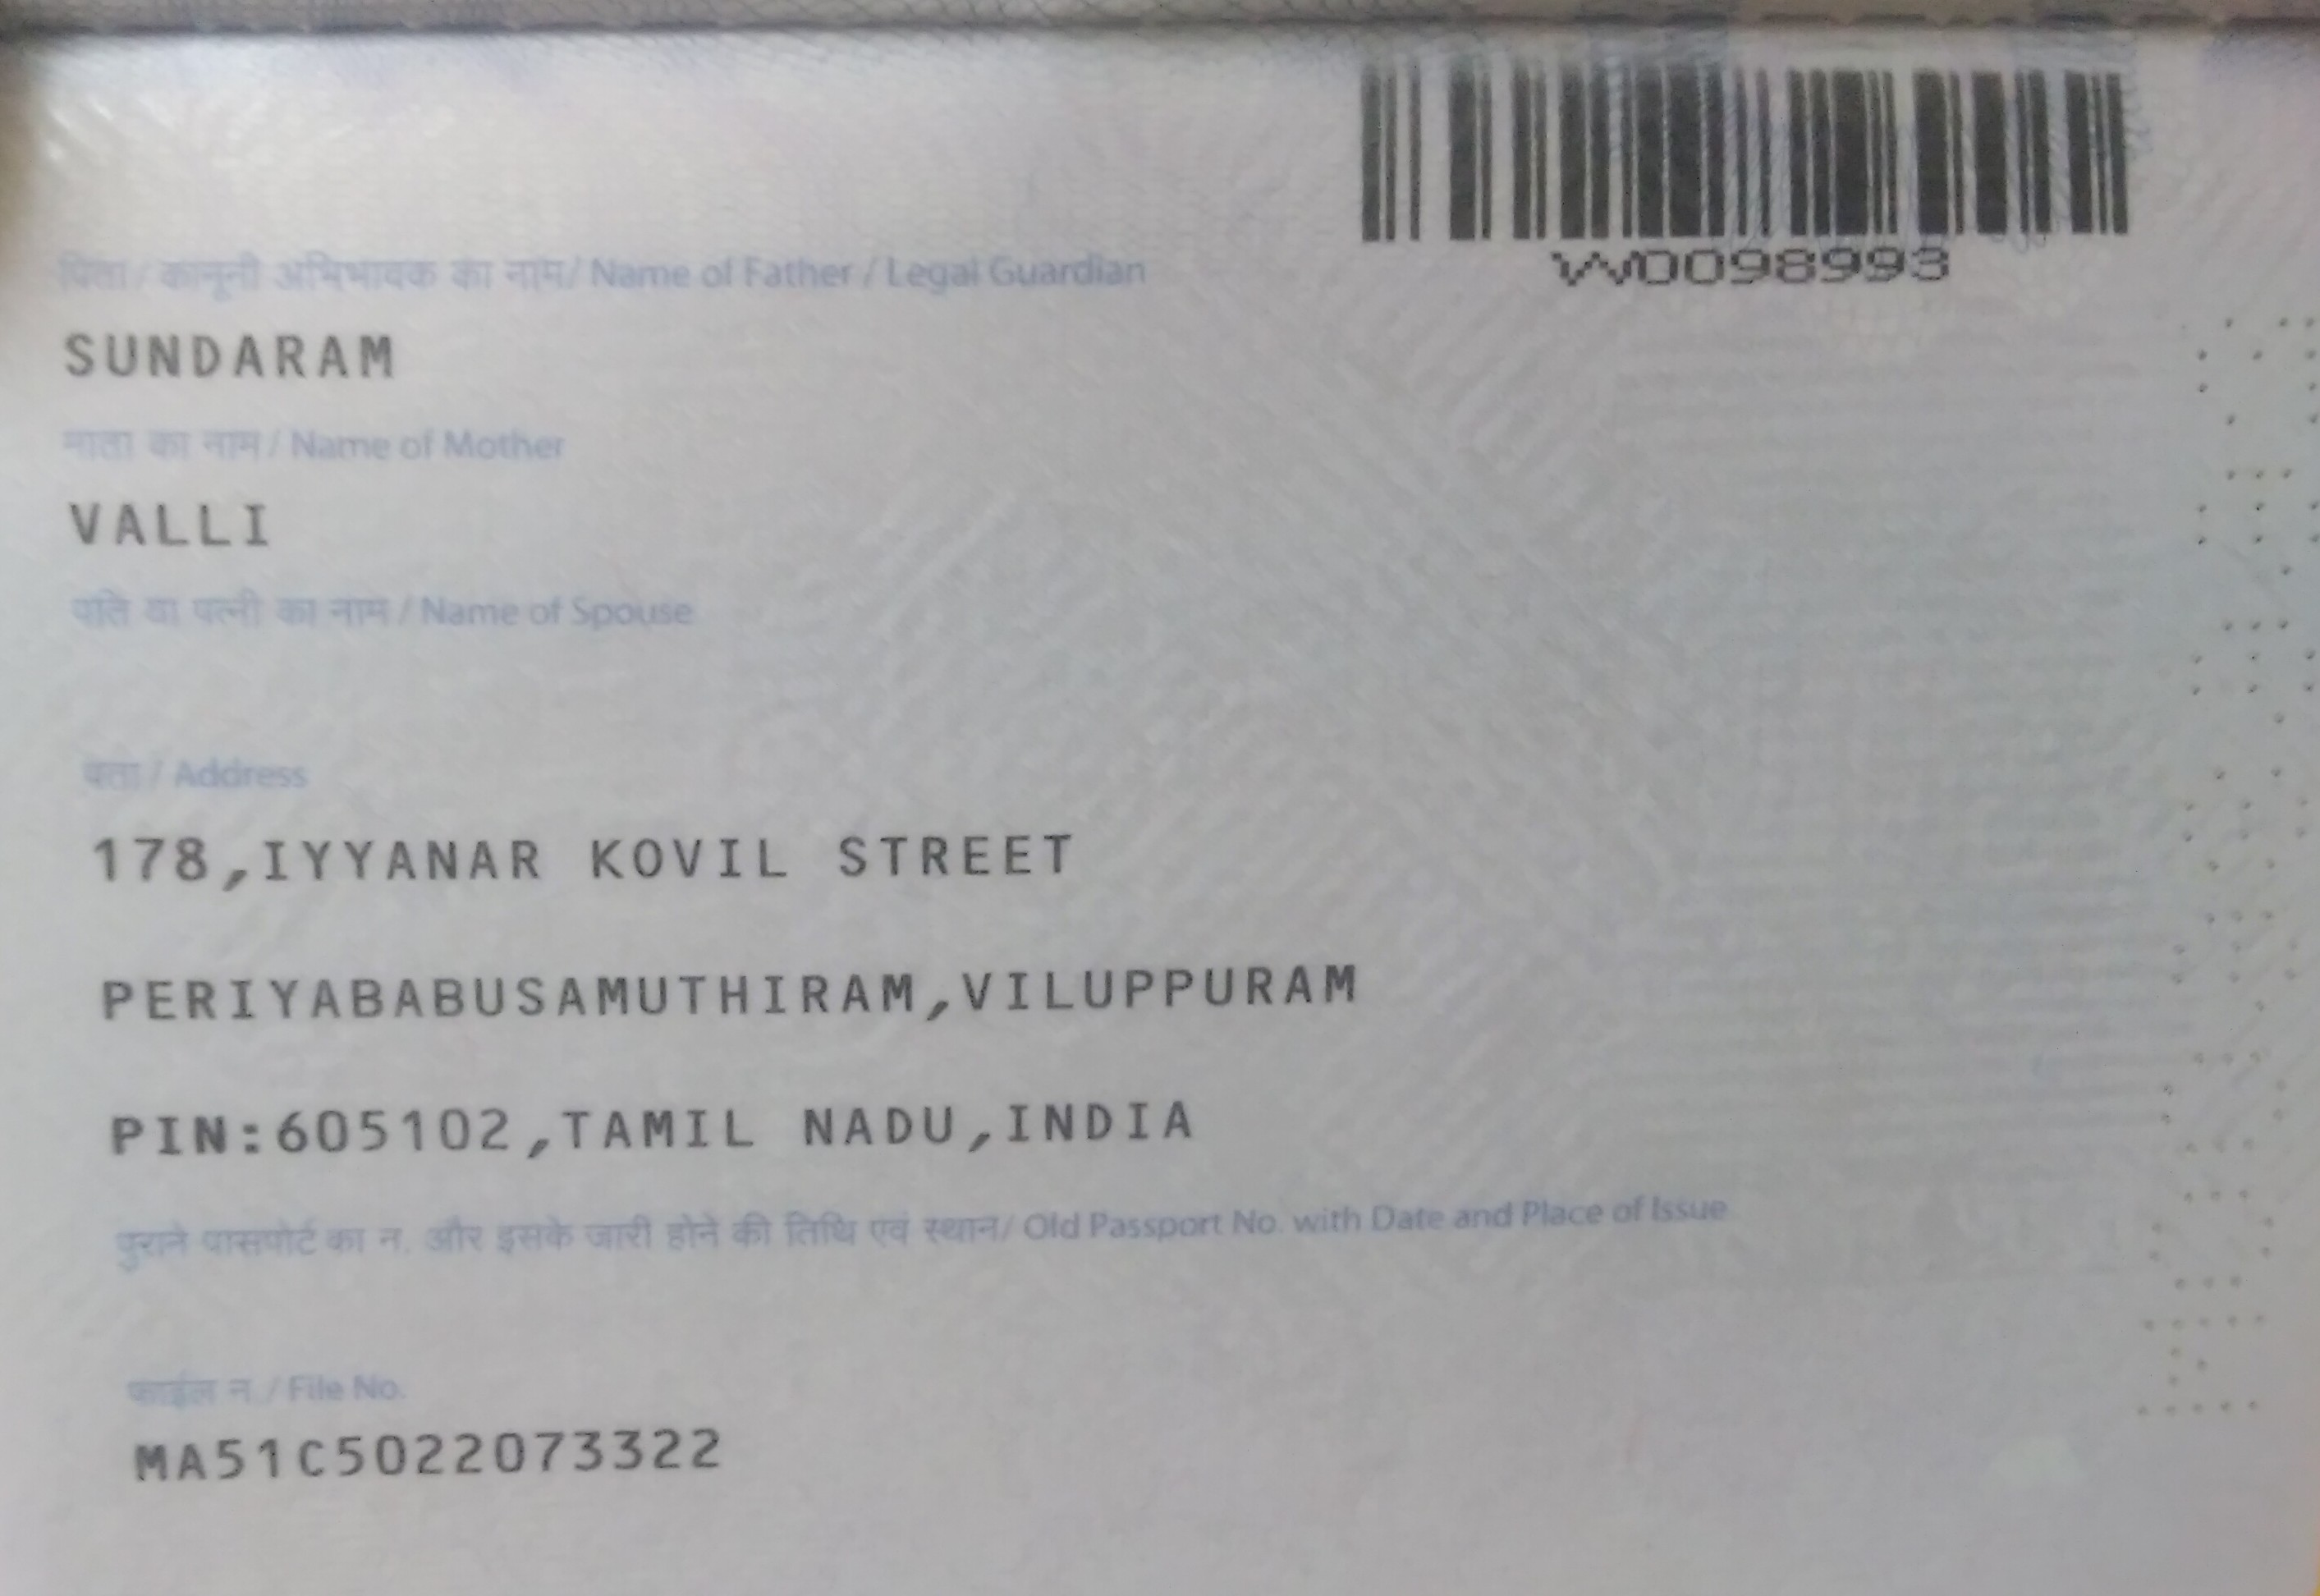 W0098993
पिता / कानूनी अभिभावक का नाम / Name of Father / Legal Guardian
SUNDARAM
माता का नाम / Name of Mother
VALLI
पति या पत्नी का नाम / Name of Spouse
पता / Address
178,IYYANAR KOVIL STREET
PERIYABABUSAMUTHIRAM,VILUPPURAM
PIN:605102,TAMIL NADU,INDIA
पुराने पासपोर्ट का न. और इसके जारी होने की तिथि एवं स्थान/ Old Passport No. with Date and Place of Issue
फाईल न. / File No.
MA51C5022073322